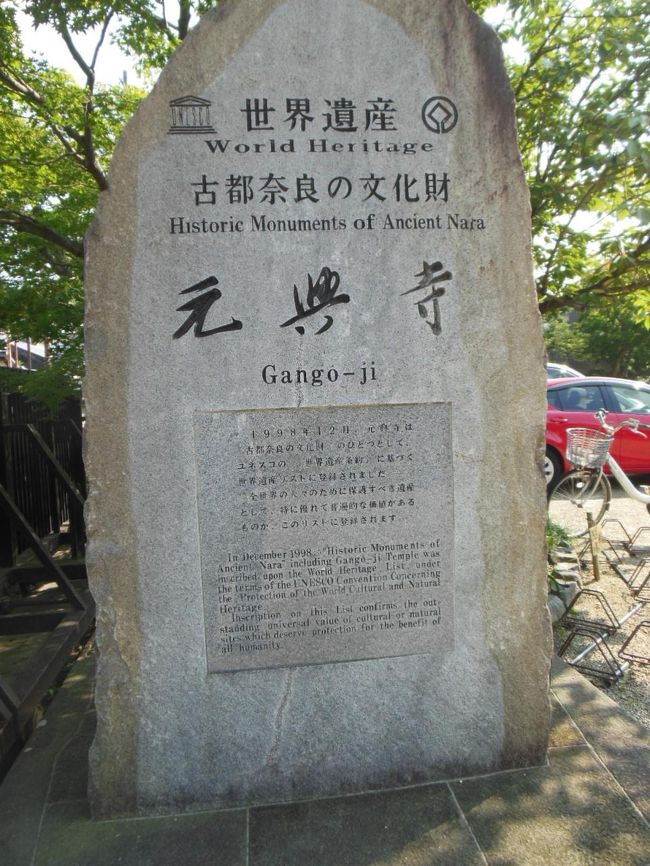 UNESCO
世界遺産
World Heritage
古都奈良の文化財
Historic Monuments of Ancient Nara
元興寺
Gangō-ji
1998年12月、元興寺は
「古都奈良の文化財」のひとつとして、
ユネスコの「世界遺産条約」に基づく
世界遺産リストに登録されました。
全世界の人々のために保護すべき遺産
として、特に優れて普遍的な価値がある
ものが、このリストに登録されます。
In December 1998, "Historic Monuments of
Ancient Nara" including Gangō-ji Temple was
inscribed upon the World Heritage List under
the terms of the UNESCO Convention Concerning
the Protection of the World Cultural and Natural
Heritage.
Inscription on this List confirms the out-
standing universal value of cultural or natural
sites which deserve protection for the benefit of
all humanity.